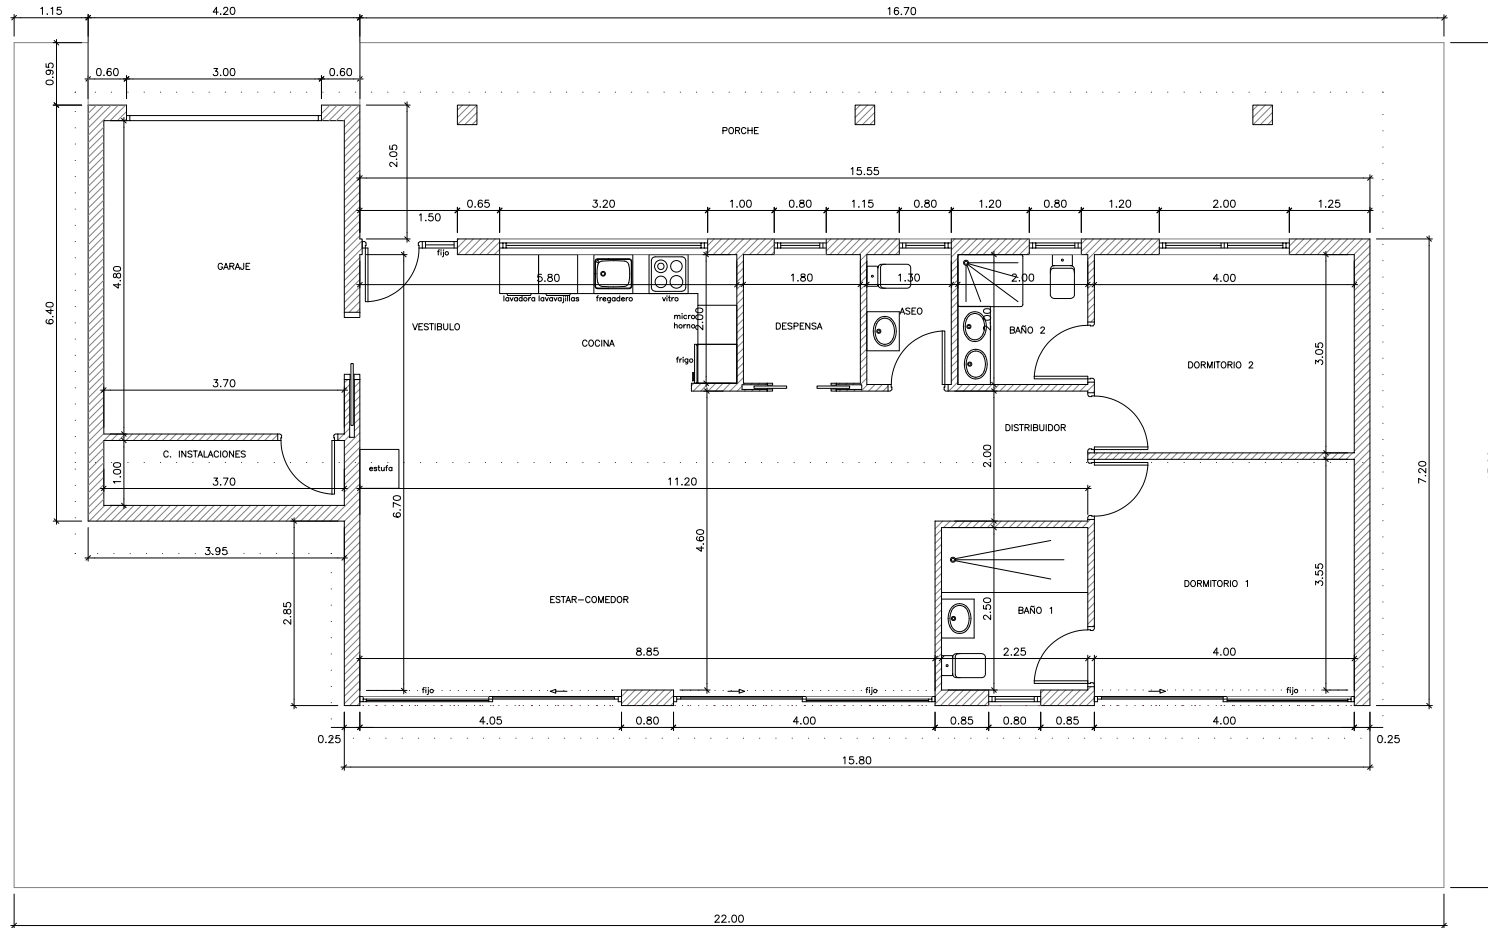 1.15
4.20
16.70
0.95
0.60
3.00
0.60
PORCHE
2.05
15.55
1.50
0.65
3.20
1.00
0.80
1.15
0.80
1.20
0.80
1.20
2.00
1.25
fijo
GARAJE
4.80
6.40
5.80
1.80
1.30
2.00
4.00
lavadora
lavavajillas
fregadero
vitro
VESTIBULO
COCINA
micro
horno
2.00
DESPENSA
ASEO
2.00
BAÑO 2
frigo
DORMITORIO 2
3.05
3.70
DISTRIBUIDOR
C. INSTALACIONES
1.00
3.70
estufa
2.00
7.20
11.20
6.70
4.60
3.95
2.85
ESTAR-COMEDOR
2.50
BAÑO 1
DORMITORIO 1
3.55
8.85
2.25
4.00
fijo
fijo
fijo
0.25
4.05
0.80
4.00
0.85
0.80
0.85
4.00
0.25
15.80
22.00